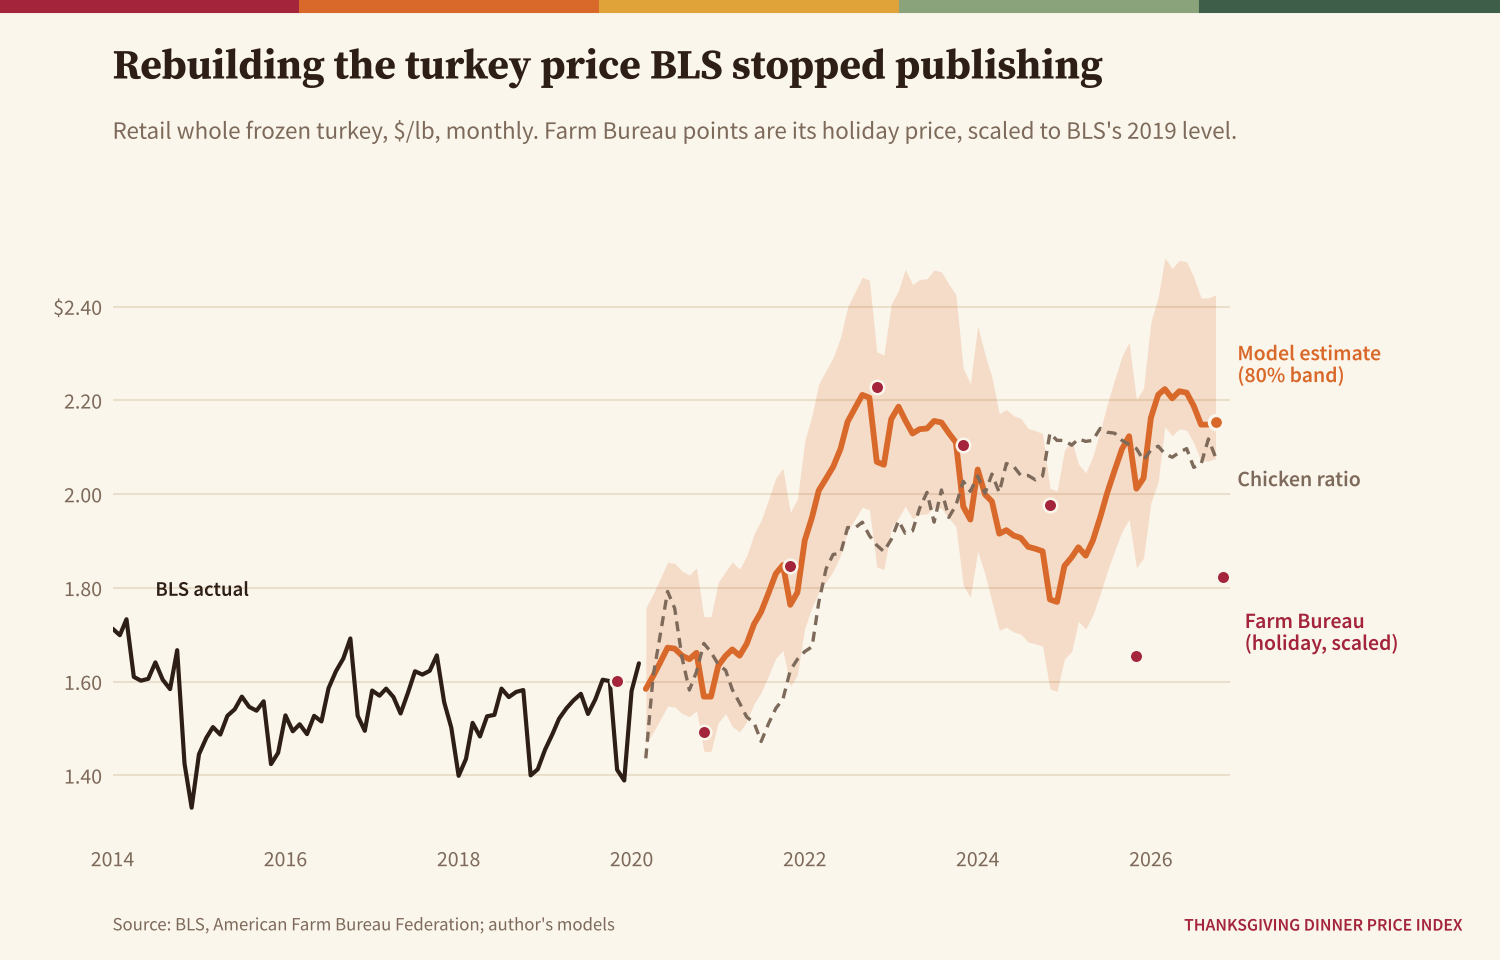 Rebuilding the turkey price BLS stopped publishing
Retail whole frozen turkey, $/lb, monthly. Farm Bureau points are its holiday price, scaled to BLS's 2019 level.
$2.40
Model estimate
(80% band)
2.20
Chicken ratio
2.00
1.80
BLS actual
Farm Bureau
(holiday, scaled)
1.60
1.40
2014 2016 2018 2020 2022 2024 2026
Source: BLS, American Farm Bureau Federation; author's models
THANKSGIVING DINNER PRICE INDEX